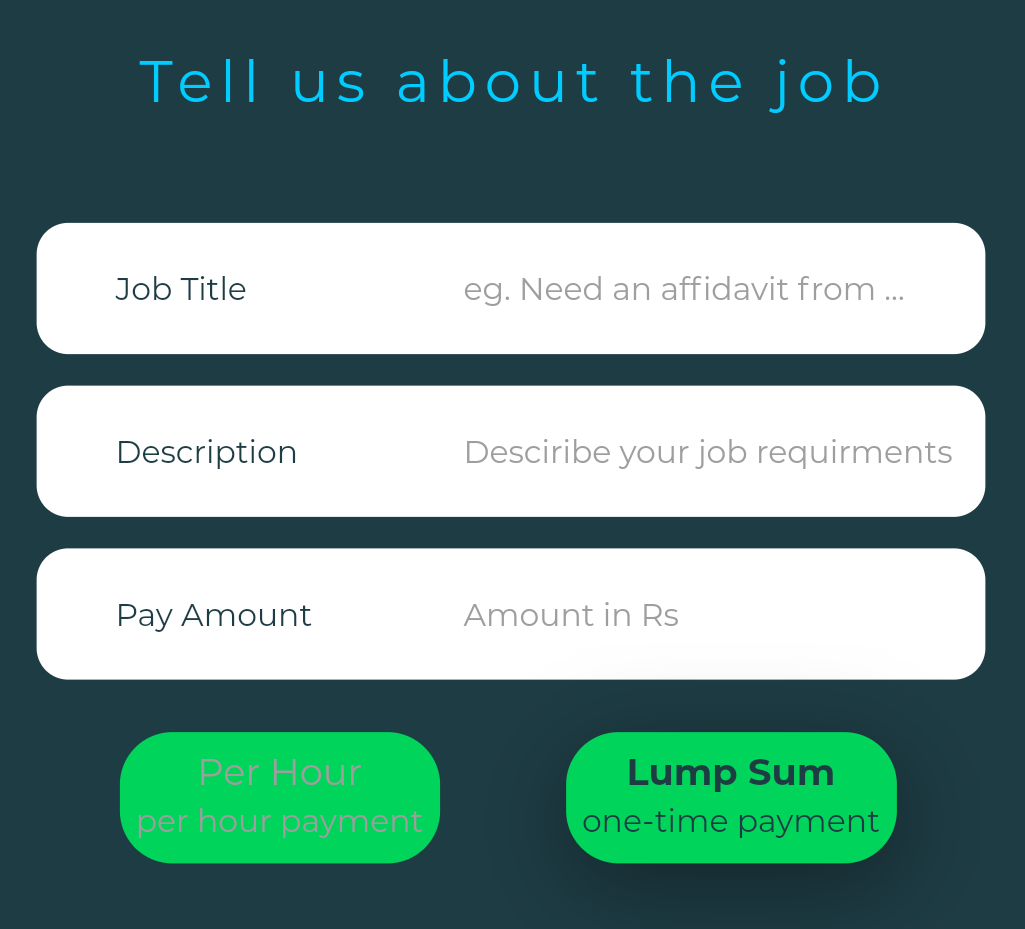 Tell us about the job
Job Title eg. Need an affidavit from ...
Description Desciribe your job requirments
Pay Amount Amount in Rs
Per Hour Lump Sum
per hour payment one-time payment